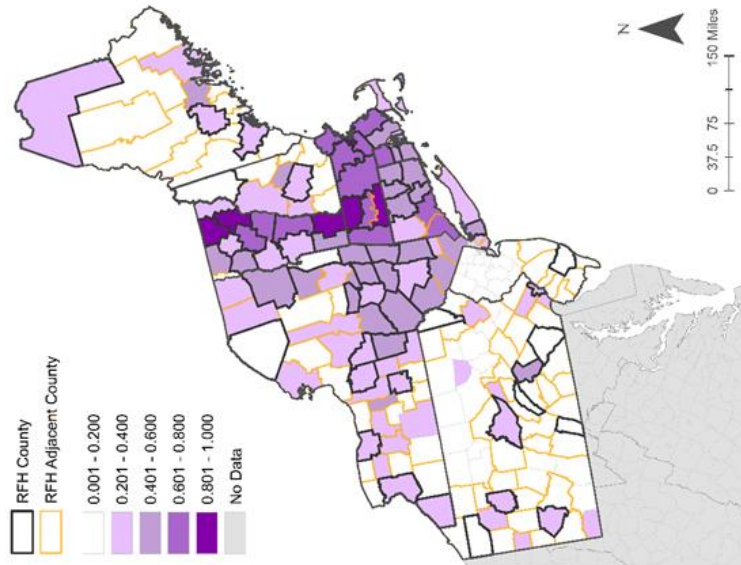 RFH County
RFH Adjacent County
0.001 - 0.200
0.201 - 0.400
0.401 - 0.600
0.601 - 0.800
0.801 - 1.000
No Data
N
0 37.5 75 150 Miles